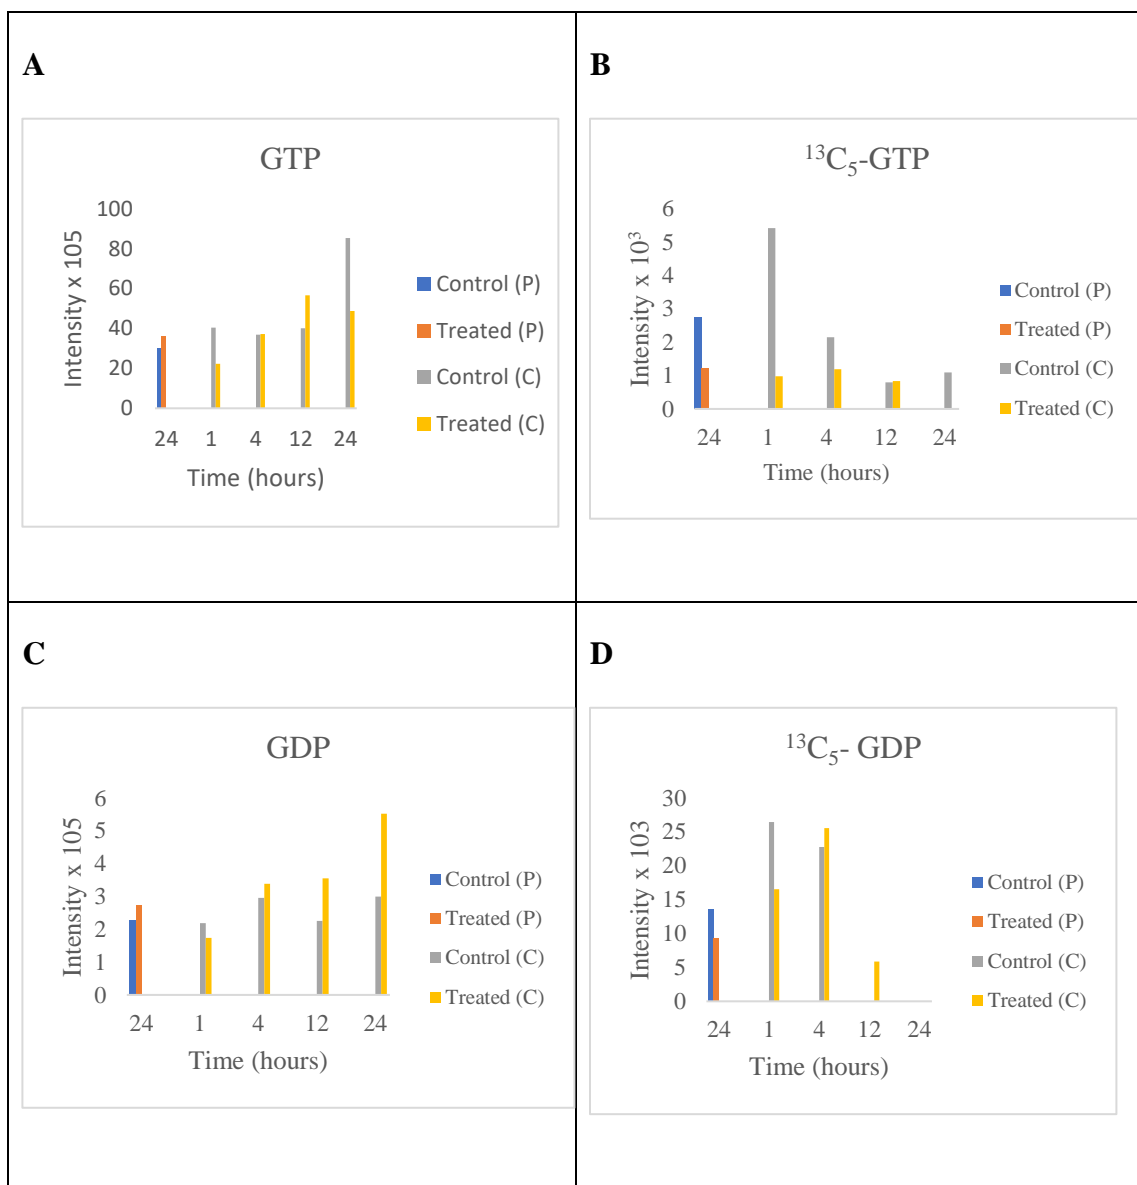 A
GTP
100
80
60
40
20
0
Intensity x 105
24 1 4 12 24
Time (hours)
Control (P)
Treated (P)
Control (C)
Treated (C)
B
¹³C₅-GTP
6
5
4
3
2
1
0
Intensity x 10³
24 1 4 12 24
Time (hours)
Control (P)
Treated (P)
Control (C)
Treated (C)
C
GDP
6
5
4
3
2
1
0
Intensity x 105
24 1 4 12 24
Time (hours)
Control (P)
Treated (P)
Control (C)
Treated (C)
D
¹³C₅- GDP
30
25
20
15
10
5
0
Intensity x 103
24 1 4 12 24
Time (hours)
Control (P)
Treated (P)
Control (C)
Treated (C)